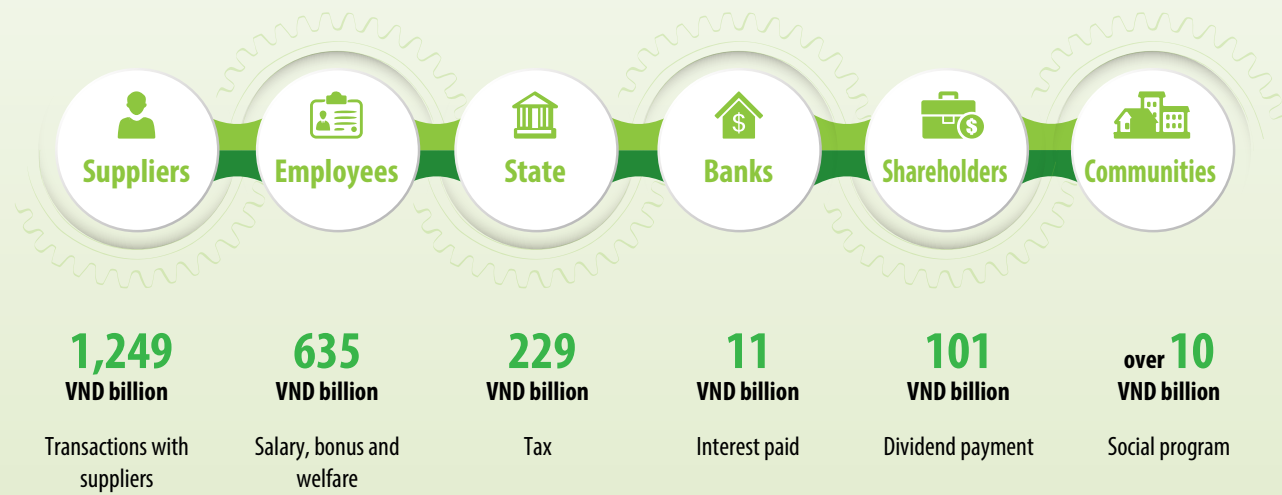 Suppliers
Employees
State
Banks
Shareholders
Communities
1,249
VND billion
Transactions with
suppliers
635
VND billion
Salary, bonus and
welfare
229
VND billion
Tax
11
VND billion
Interest paid
101
VND billion
Dividend payment
over 10
VND billion
Social program